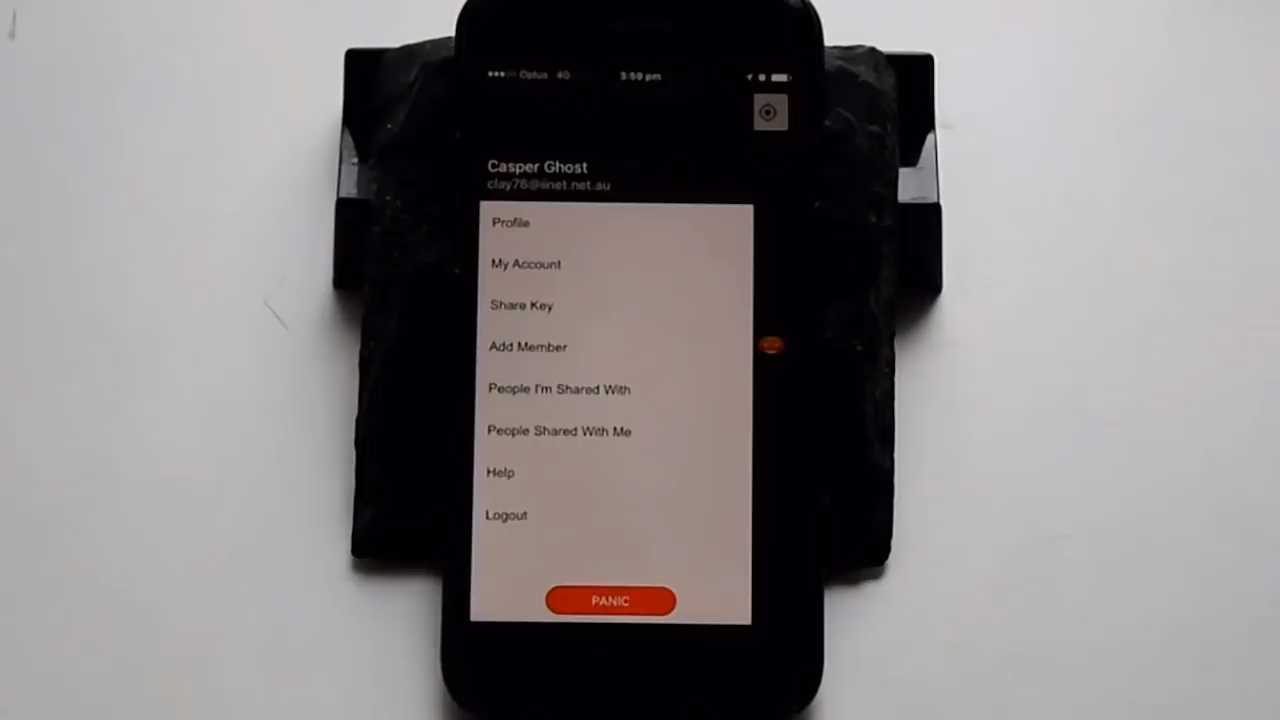 Optus 4G 5:59 pm
Casper Ghost
clay76@iinet.net.au
Profile
My Account
Share Key
Add Member
People I'm Shared With
People Shared With Me
Help
Logout
PANIC